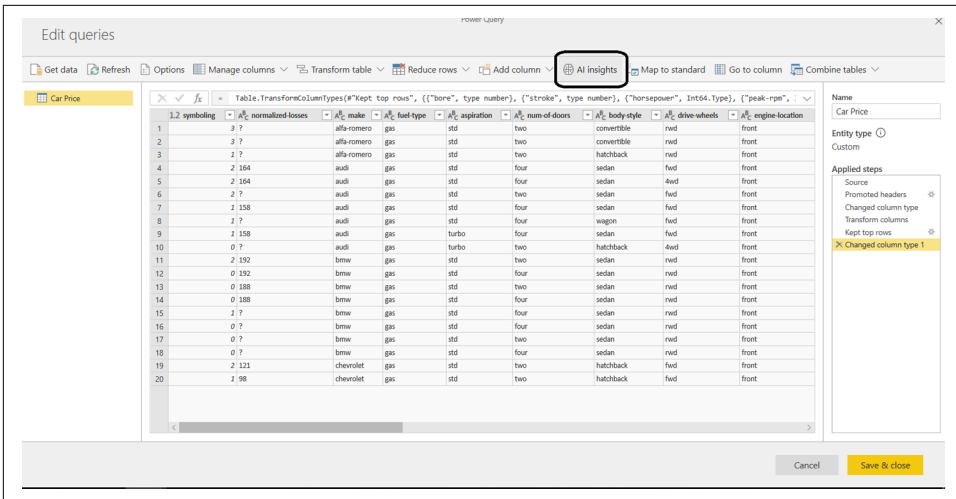 Power Query
Edit queries
Get data Refresh Options Manage columns Transform table Reduce rows Add column AI insights Map to standard Go to column Combine tables
Car Price
fx = Table.TransformColumnTypes(#"Kept top rows", {{"bore", type number}, {"stroke", type number}, {"horsepower", Int64.Type}, {"peak-rpm",
1.2 symboling ABC normalized-losses ABC make ABC fuel-type ABC aspiration ABC num-of-doors ABC body-style ABC drive-wheels ABC engine-location
1 3 ? alfa-romero gas std two convertible rwd front
2 3 ? alfa-romero gas std two convertible rwd front
3 1 ? alfa-romero gas std two hatchback rwd front
4 2 164 audi gas std four sedan fwd front
5 2 164 audi gas std four sedan 4wd front
6 2 ? audi gas std two sedan fwd front
7 1 158 audi gas std four sedan fwd front
8 1 ? audi gas std four wagon fwd front
9 1 158 audi gas turbo four sedan fwd front
10 0 ? audi gas turbo two hatchback 4wd front
11 2 192 bmw gas std two sedan rwd front
12 0 192 bmw gas std four sedan rwd front
13 0 188 bmw gas std two sedan rwd front
14 0 188 bmw gas std four sedan rwd front
15 1 ? bmw gas std four sedan rwd front
16 0 ? bmw gas std four sedan rwd front
17 0 ? bmw gas std two sedan rwd front
18 0 ? bmw gas std four sedan rwd front
19 2 121 chevrolet gas std two hatchback fwd front
20 1 98 chevrolet gas std two hatchback fwd front
Name
Car Price
Entity type
Custom
Applied steps
Source
Promoted headers
Changed column type
Transform columns
Kept top rows
Changed column type 1
Cancel Save & close